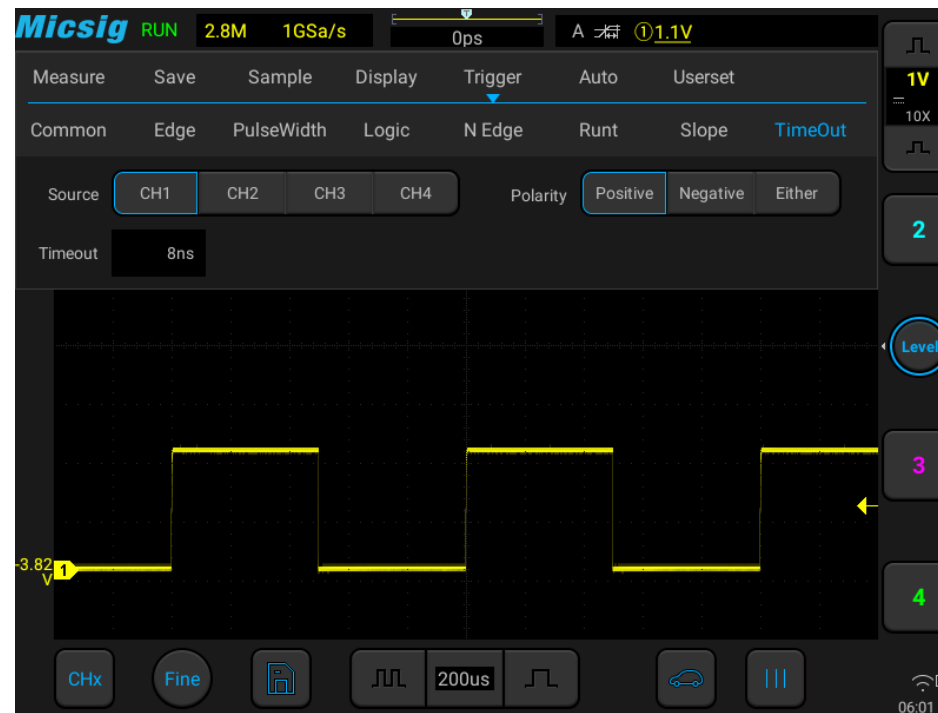 Micsig RUN 2.8M 1GSa/s T 0ps A ①1.1V
Measure Save Sample Display Trigger Auto Userset
1V
10X
Common Edge PulseWidth Logic N Edge Runt Slope TimeOut
Source CH1 CH2 CH3 CH4 Polarity Positive Negative Either
2
Timeout 8ns
Level
3
-3.82 1
V
4
CHx Fine 200us
06:01